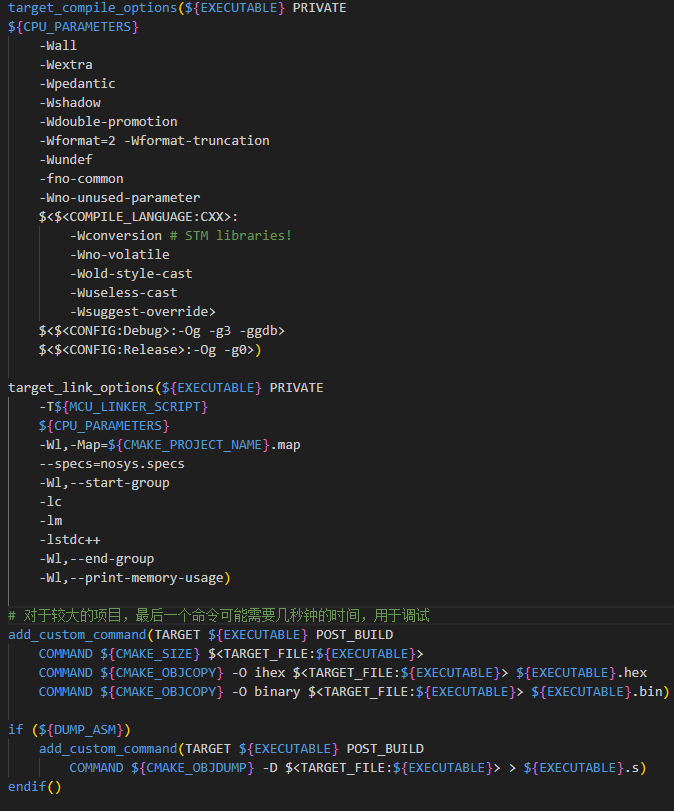 target_compile_options(${EXECUTABLE} PRIVATE
${CPU_PARAMETERS}
-Wall
-Wextra
-Wpedantic
-Wshadow
-Wdouble-promotion
-Wformat=2 -Wformat-truncation
-Wundef
-fno-common
-Wno-unused-parameter
$<$<COMPILE_LANGUAGE:CXX>:
-Wconversion # STM libraries!
-Wno-volatile
-Wold-style-cast
-Wuseless-cast
-Wsuggest-override>
$<$<CONFIG:Debug>:-Og -g3 -ggdb>
$<$<CONFIG:Release>:-Og -g0>)
target_link_options(${EXECUTABLE} PRIVATE
-T${MCU_LINKER_SCRIPT}
${CPU_PARAMETERS}
-Wl,-Map=${CMAKE_PROJECT_NAME}.map
--specs=nosys.specs
-Wl,--start-group
-lc
-lm
-lstdc++
-Wl,--end-group
-Wl,--print-memory-usage)
# 对于较大的项目，最后一个命令可能需要几秒钟的时间，用于调试
add_custom_command(TARGET ${EXECUTABLE} POST_BUILD
COMMAND ${CMAKE_SIZE} $<TARGET_FILE:${EXECUTABLE}>
COMMAND ${CMAKE_OBJCOPY} -O ihex $<TARGET_FILE:${EXECUTABLE}> ${EXECUTABLE}.hex
COMMAND ${CMAKE_OBJCOPY} -O binary $<TARGET_FILE:${EXECUTABLE}> ${EXECUTABLE}.bin)
if (${DUMP_ASM})
add_custom_command(TARGET ${EXECUTABLE} POST_BUILD
COMMAND ${CMAKE_OBJDUMP} -D $<TARGET_FILE:${EXECUTABLE}> > ${EXECUTABLE}.s)
endif()